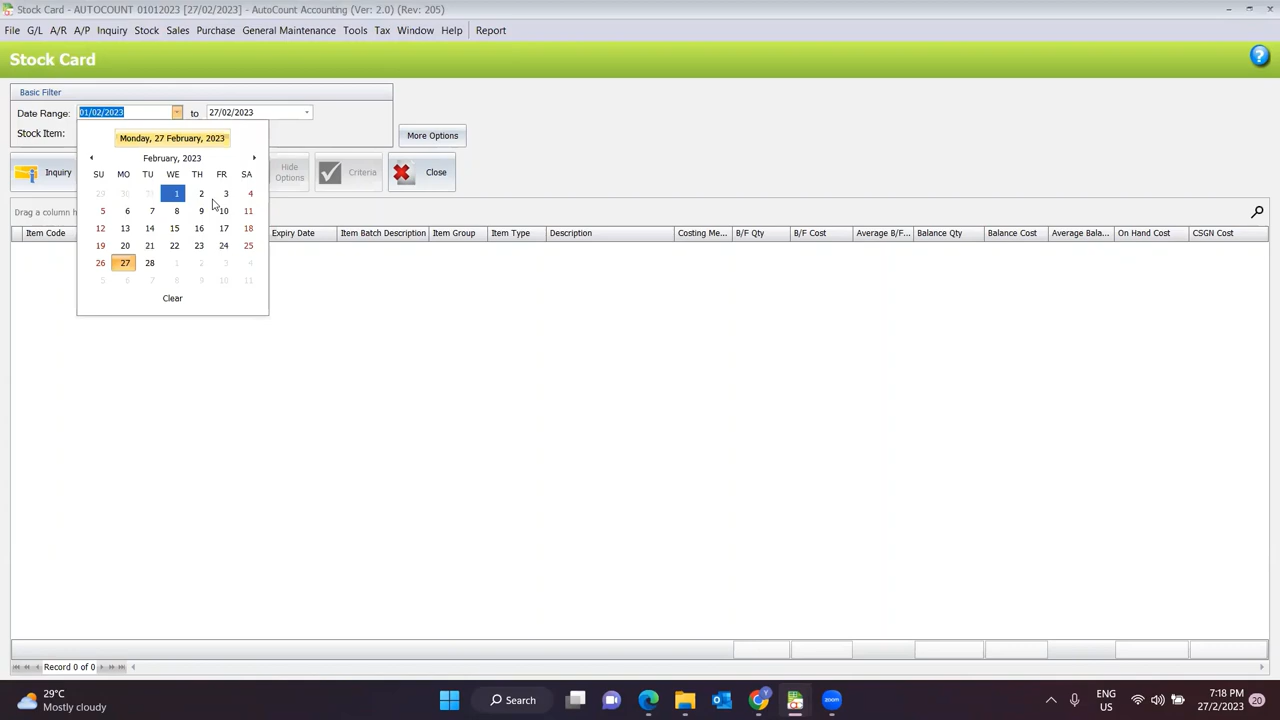 Stock Card - AUTOCOUNT 01012023 [27/02/2023] - AutoCount Accounting (Ver: 2.0) (Rev: 205)
File G/L A/R A/P Inquiry Stock Sales Purchase General Maintenance Tools Tax Window Help Report
Stock Card
Basic Filter
Date Range: 01/02/2023 to 27/02/2023
Stock Item:
More Options
Monday, 27 February, 2023
February, 2023
SU MO TU WE TH FR SA
29 30 31 1 2 3 4
5 6 7 8 9 10 11
12 13 14 15 16 17 18
19 20 21 22 23 24 25
26 27 28 1 2 3 4
5 6 7 8 9 10 11
Clear
Inquiry Hide Options Criteria Close
Drag a column h
Item Code Expiry Date Item Batch Description Item Group Item Type Description Costing Me... B/F Qty B/F Cost Average B/F... Balance Qty Balance Cost Average Bala... On Hand Cost CSGN Cost
Record 0 of 0
29°C
Mostly cloudy
Search
ENG
US
7:18 PM
27/2/2023
20